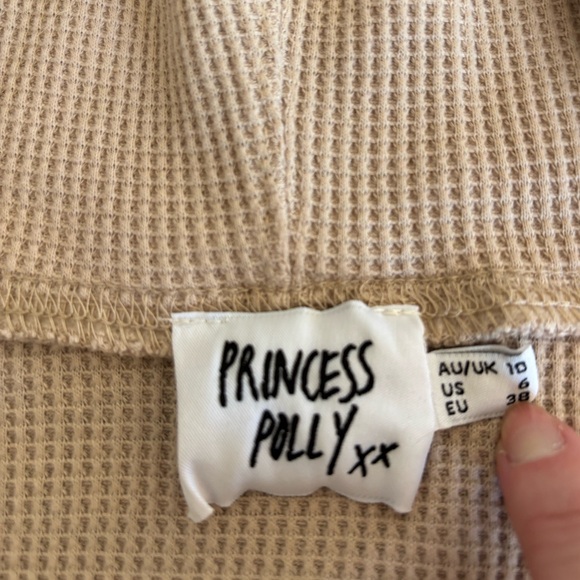 PRINCESS
POLLY xx
AU/UK 10
US 6
EU 38